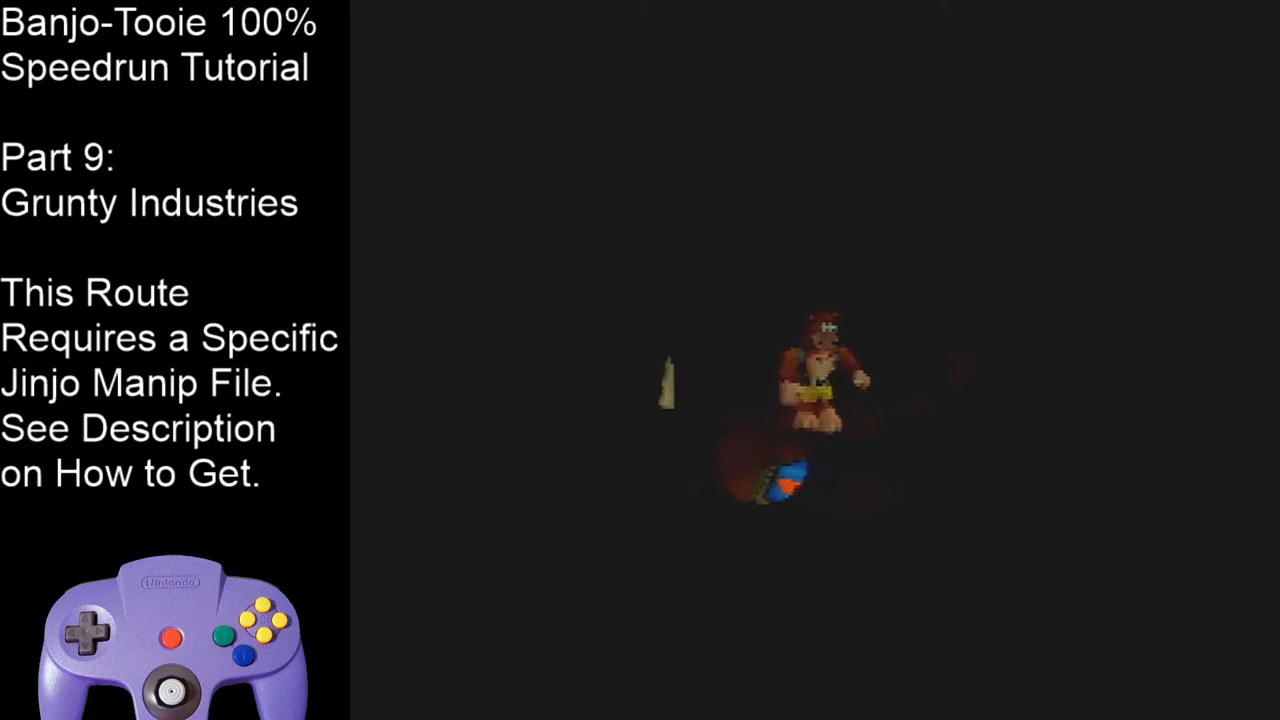 Banjo-Tooie 100%
Speedrun Tutorial
Part 9:
Grunty Industries
This Route
Requires a Specific
Jinjo Manip File.
See Description
on How to Get.
Nintendo